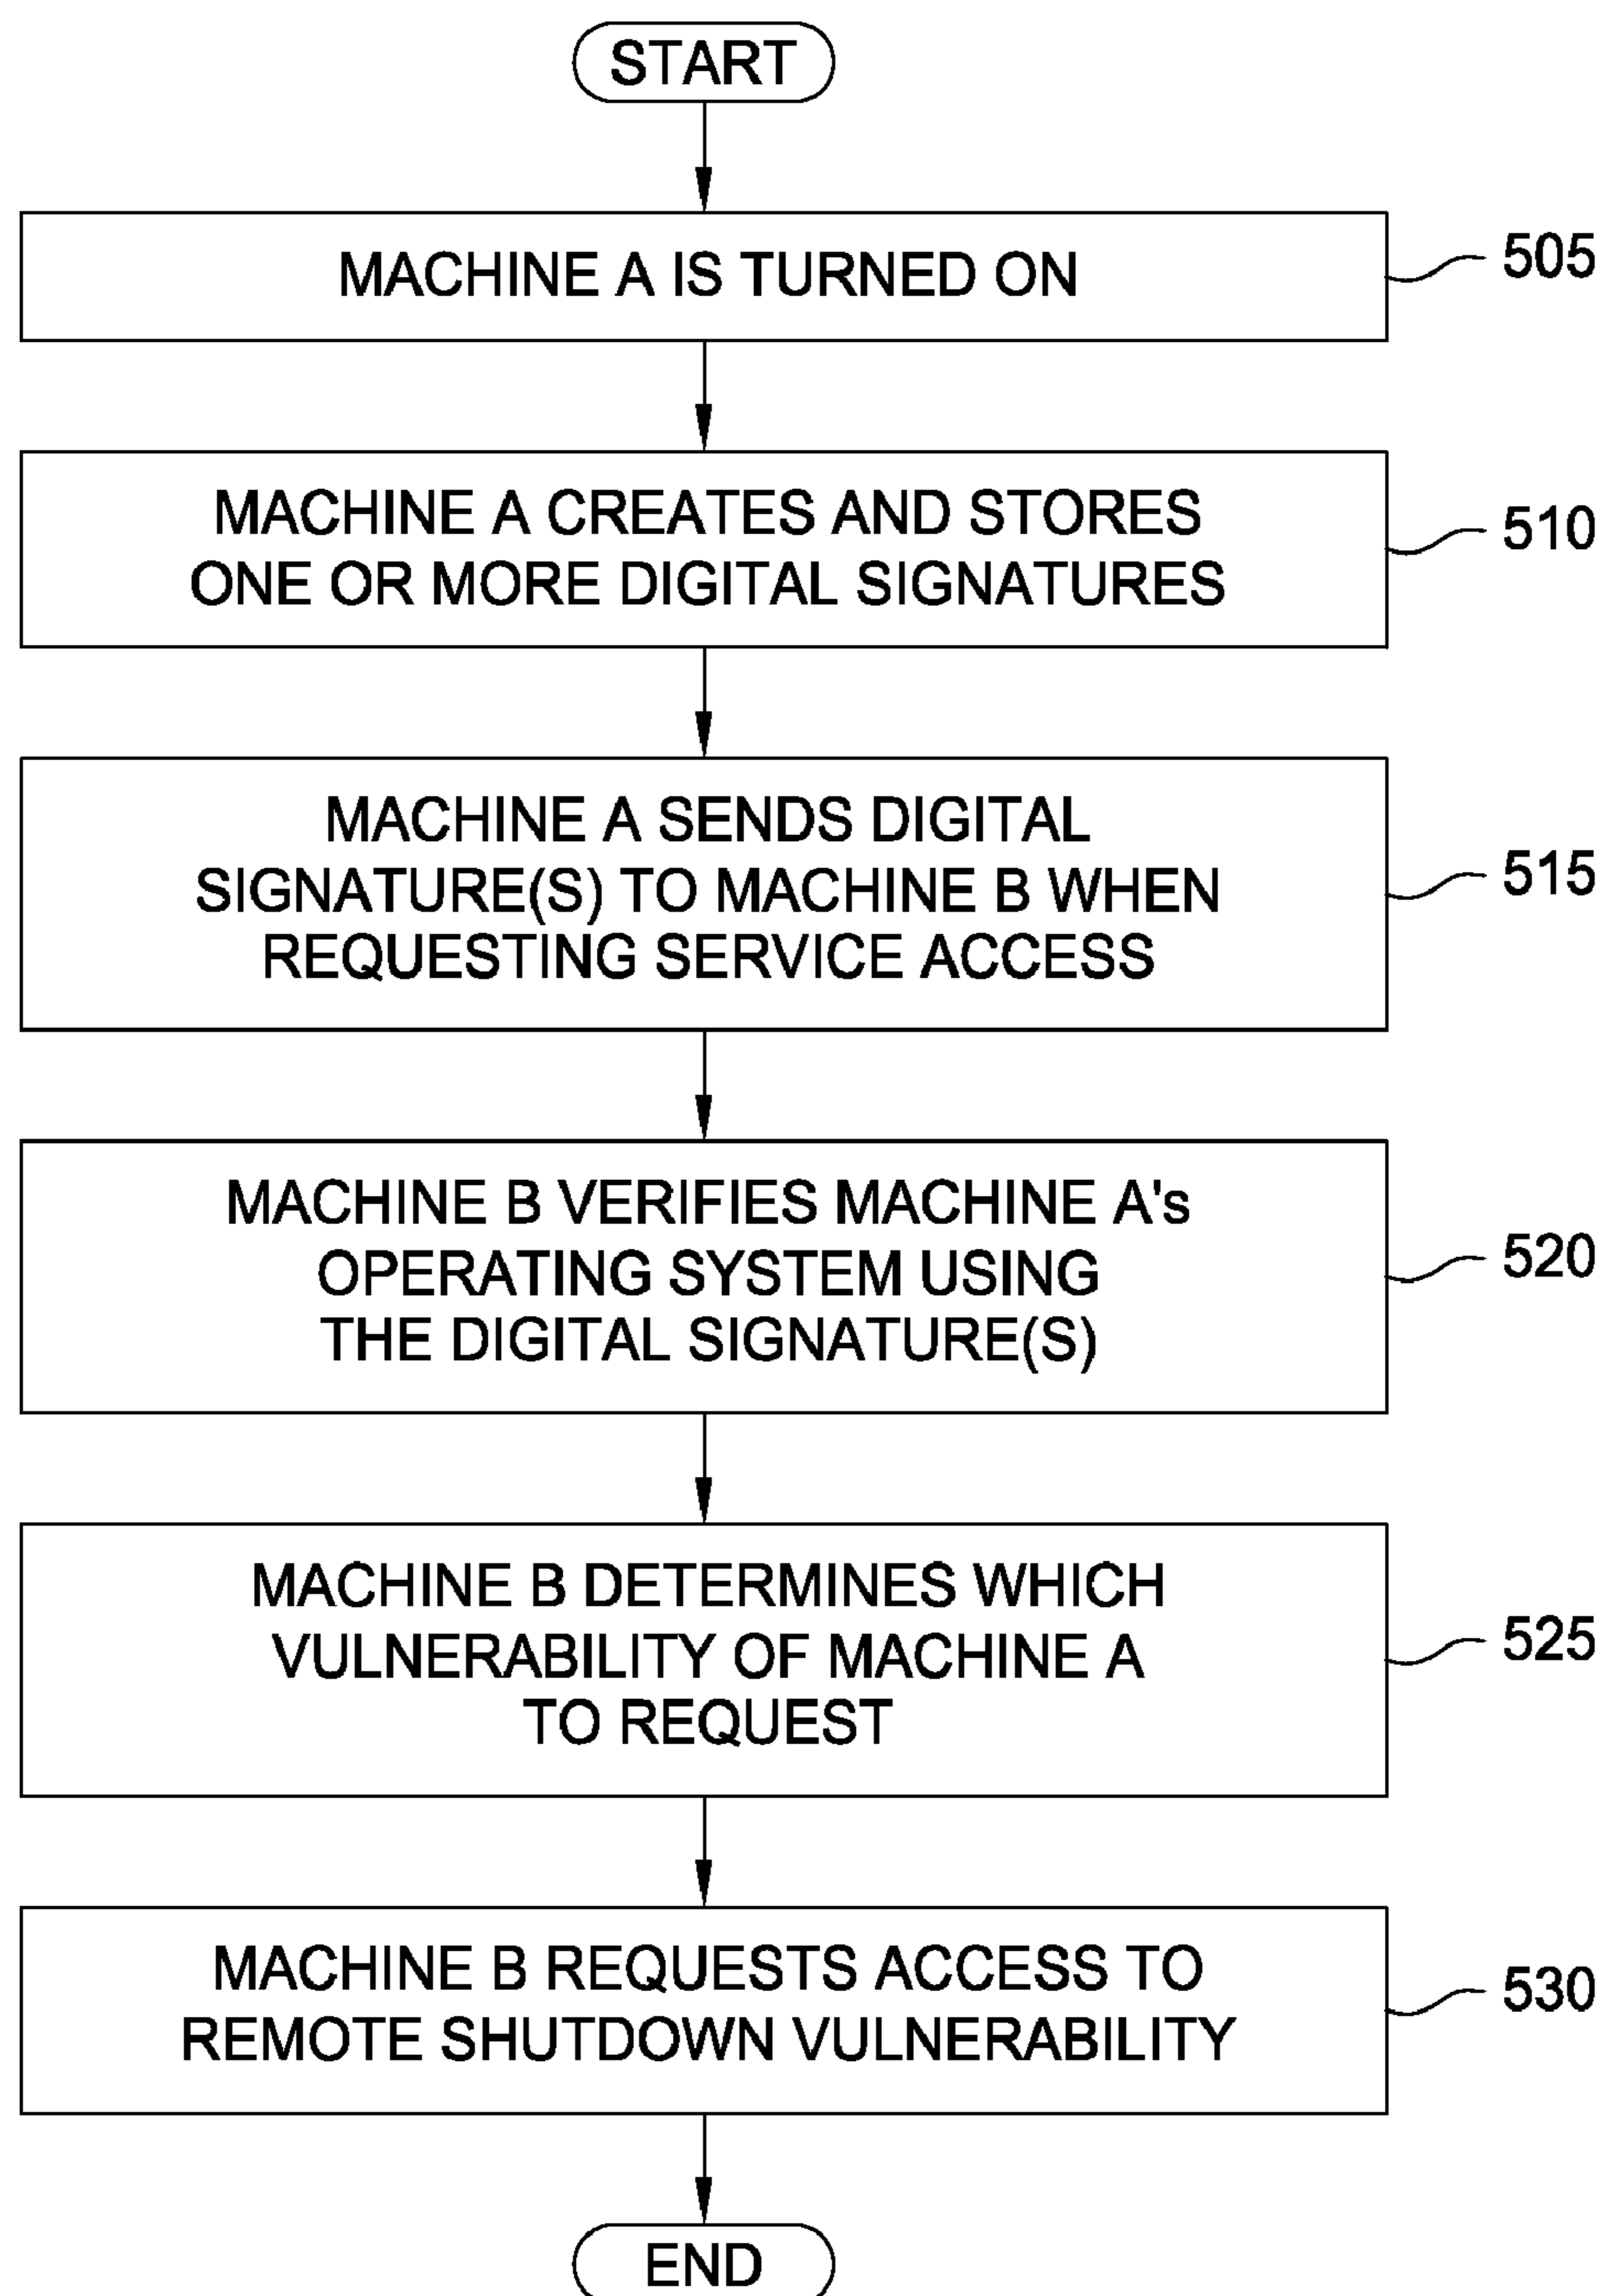 START
MACHINE A IS TURNED ON
505
MACHINE A CREATES AND STORES
ONE OR MORE DIGITAL SIGNATURES
510
MACHINE A SENDS DIGITAL
SIGNATURE(S) TO MACHINE B WHEN
REQUESTING SERVICE ACCESS
515
MACHINE B VERIFIES MACHINE A's
OPERATING SYSTEM USING
THE DIGITAL SIGNATURE(S)
520
MACHINE B DETERMINES WHICH
VULNERABILITY OF MACHINE A
TO REQUEST
525
MACHINE B REQUESTS ACCESS TO
REMOTE SHUTDOWN VULNERABILITY
530
END